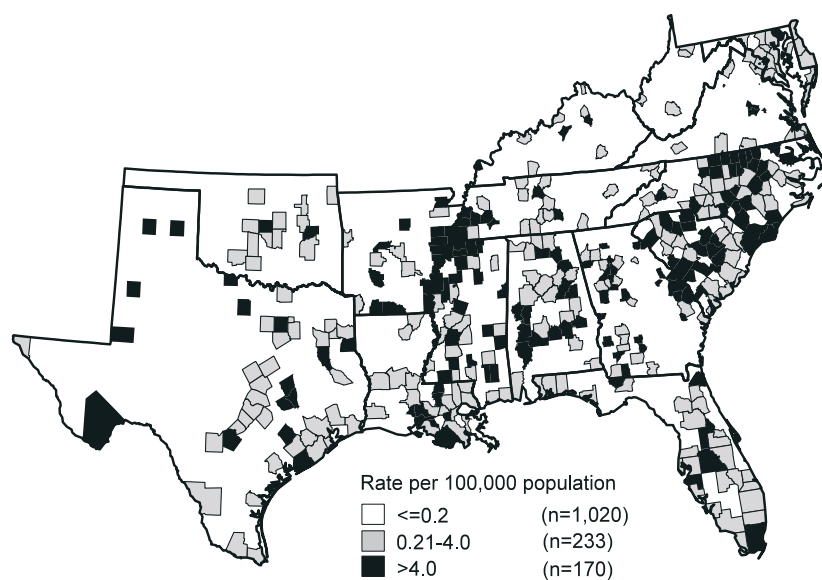 Rate per 100,000 population
<=0.2 (n=1,020)
0.21-4.0 (n=233)
>4.0 (n=170)